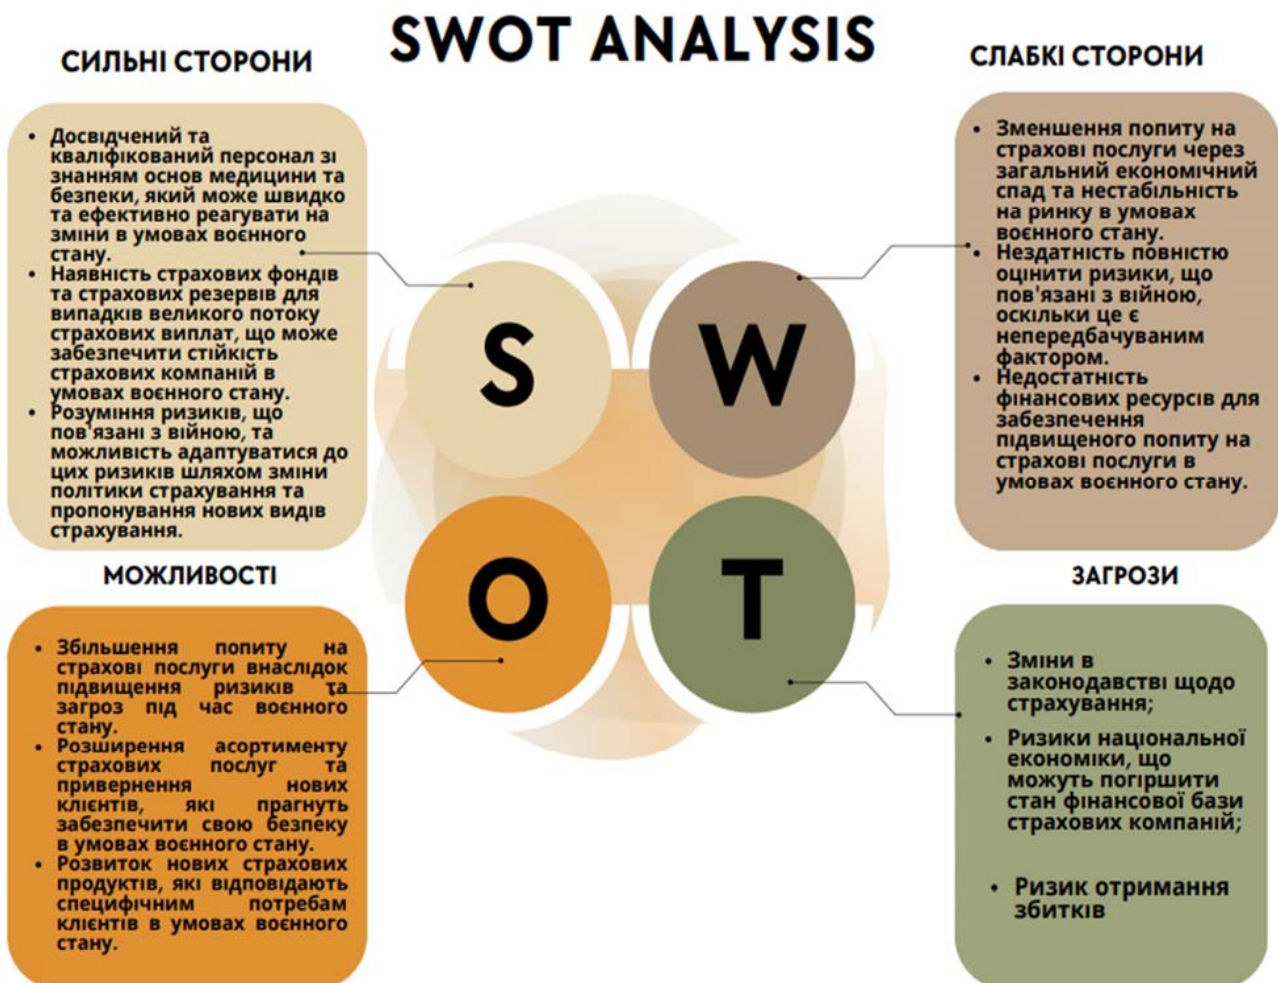 SWOT ANALYSIS
СИЛЬНІ СТОРОНИ
• Досвідчений та
кваліфікований персонал зі
знанням основ медицини та
безпеки, який може швидко
та ефективно реагувати на
зміни в умовах воєнного
стану.
• Наявність страхових фондів
та страхових резервів для
випадків великого потоку
страхових виплат, що може
забезпечити стійкість
страхових компаній в
умовах воєнного стану.
• Розуміння ризиків, що
пов'язані з війною, та
можливість адаптуватися до
цих ризиків шляхом зміни
політики страхування та
пропонування нових видів
страхування.
СЛАБКІ СТОРОНИ
• Зменшення попиту на
страхові послуги через
загальний економічний
спад та нестабільність
на ринку в умовах
воєнного стану.
• Нездатність повністю
оцінити ризики, що
пов'язані з війною,
оскільки це є
непередбачуваним
фактором.
• Недостатність
фінансових ресурсів для
забезпечення
підвищеного попиту на
страхові послуги в
умовах воєнного стану.
S
W
O
T
МОЖЛИВОСТІ
• Збільшення попиту на
страхові послуги внаслідок
підвищення ризиків та
загроз під час воєнного
стану.
• Розширення асортименту
страхових послуг та
привернення нових
клієнтів, які прагнуть
забезпечити свою безпеку
в умовах воєнного стану.
• Розвиток нових страхових
продуктів, які відповідають
специфічним потребам
клієнтів в умовах воєнного
стану.
ЗАГРОЗИ
• Зміни в
законодавстві щодо
страхування;
• Ризики національної
економіки, що
можуть погіршити
стан фінансової бази
страхових компаній;
• Ризик отримання
збитків